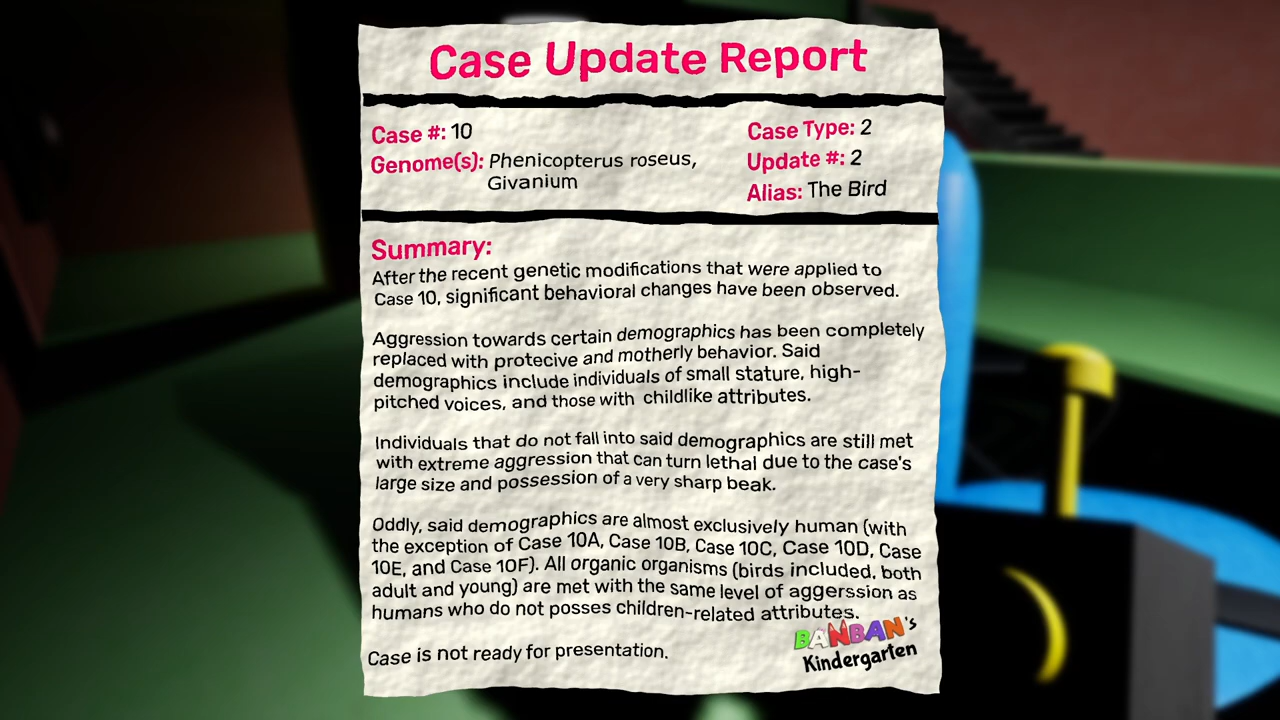 Case Update Report
Case #: 10
Case Type: 2
Genome(s): Phenicopterus roseus,
Givanium
Update #: 2
Alias: The Bird
Summary:
After the recent genetic modifications that were applied to
Case 10, significant behavioral changes have been observed.
Aggression towards certain demographics has been completely
replaced with protecive and motherly behavior. Said
demographics include individuals of small stature, high-
pitched voices, and those with childlike attributes.
Individuals that do not fall into said demographics are still met
with extreme aggression that can turn lethal due to the case's
large size and possession of a very sharp beak.
Oddly, said demographics are almost exclusively human (with
the exception of Case 10A, Case 10B, Case 10C, Case 10D, Case
10E, and Case 10F). All organic organisms (birds included, both
adult and young) are met with the same level of aggerssion as
humans who do not posses children-related attributes.
Case is not ready for presentation.
BANBAN's
Kindergarten